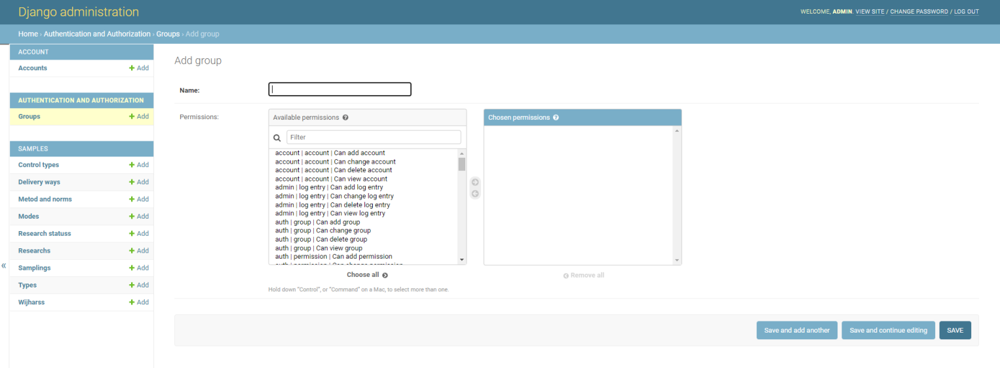 Django administration
WELCOME, ADMIN. VIEW SITE / CHANGE PASSWORD / LOG OUT
Home › Authentication and Authorization › Groups › Add group
ACCOUNT
Accounts Add
AUTHENTICATION AND AUTHORIZATION
Groups Add
SAMPLES
Control types Add
Delivery ways Add
Metod and norms Add
Modes Add
Research statuss Add
Researchs Add
Samplings Add
Types Add
Wijharss Add
«
Add group
Name:
Permissions:
Available permissions
Filter
account | account | Can add account
account | account | Can change account
account | account | Can delete account
account | account | Can view account
admin | log entry | Can add log entry
admin | log entry | Can change log entry
admin | log entry | Can delete log entry
admin | log entry | Can view log entry
auth | group | Can add group
auth | group | Can change group
auth | group | Can delete group
auth | group | Can view group
auth | permission | Can add permission
auth | permission | Can change permission
Choose all
Hold down "Control", or "Command" on a Mac, to select more than one.
Chosen permissions
Remove all
Save and add another
Save and continue editing
SAVE